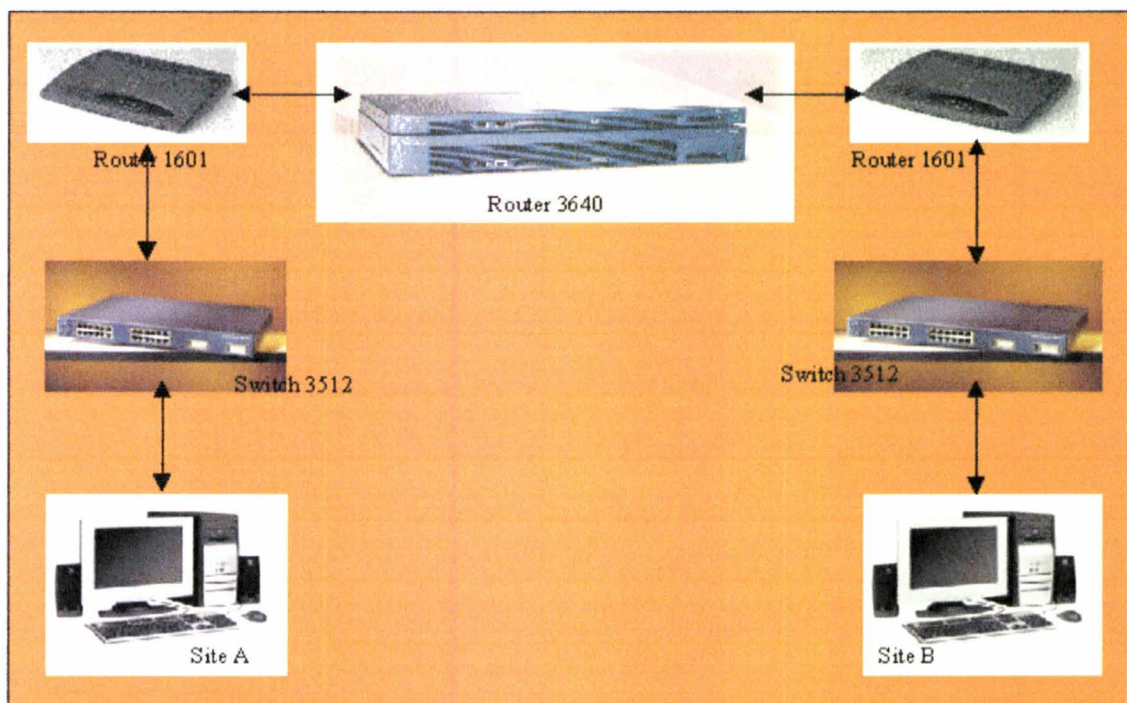 Router 1601
Router 1601
Router 3640
Switch 3512
Switch 3512
Site A
Site B